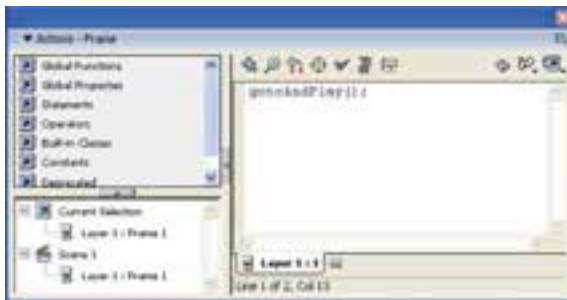 Actions - Frame
Global Functions
Global Properties
Statements
Operators
Built-in Classes
Constants
Deprecated
Current Selection
Layer 1 : Frame 1
Scene 1
Layer 1 : Frame 1
gotoAndPlay();
Layer 1 : 1
Line 1 of 2, Col 13